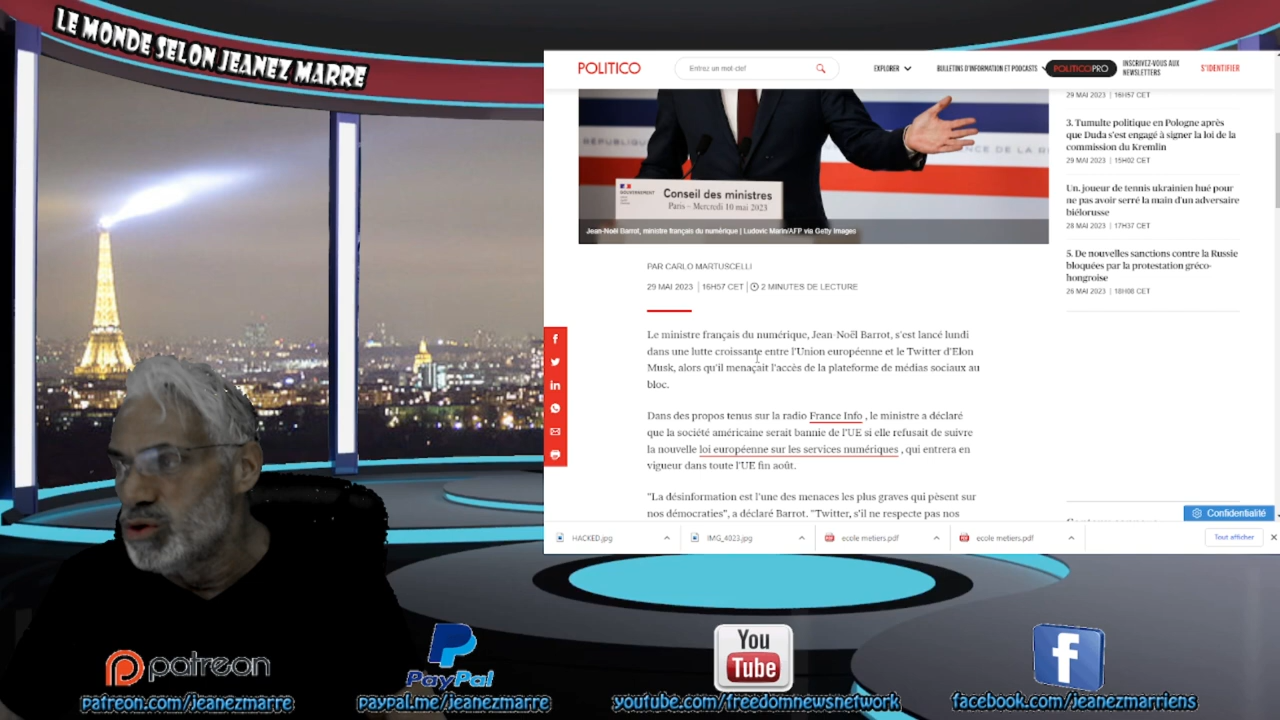 LE MONDE SELON JEANEZ MARRE
POLITICO
Entrez un mot-clef
EXPLORER
BULLETINS D'INFORMATION ET PODCASTS
POLITICOPRO
INSCRIVEZ-VOUS AUX
NEWSLETTERS
S'IDENTIFIER
GOUVERNEMENT
Conseil des ministres
Paris – Mercredi 10 mai 2023
Jean-Noël Barrot, ministre français du numérique | Ludovic Marin/AFP via Getty Images
PAR CARLO MARTUSCELLI
29 MAI 2023 | 16H57 CET | 2 MINUTES DE LECTURE
Le ministre français du numérique, Jean-Noël Barrot, s'est lancé lundi
dans une lutte croissante entre l'Union européenne et le Twitter d'Elon
Musk, alors qu'il menaçait l'accès de la plateforme de médias sociaux au
bloc.
Dans des propos tenus sur la radio France Info , le ministre a déclaré
que la société américaine serait bannie de l'UE si elle refusait de suivre
la nouvelle loi européenne sur les services numériques , qui entrera en
vigueur dans toute l'UE fin août.
"La désinformation est l'une des menaces les plus graves qui pèsent sur
nos démocraties", a déclaré Barrot. "Twitter, s'il ne respecte pas nos
29 MAI 2023 | 16H57 CET
3. Tumulte politique en Pologne après
que Duda s'est engagé à signer la loi de la
commission du Kremlin
29 MAI 2023 | 15H02 CET
Un. joueur de tennis ukrainien hué pour
ne pas avoir serré la main d'un adversaire
biélorusse
28 MAI 2023 | 17H37 CET
5. De nouvelles sanctions contre la Russie
bloquées par la protestation gréco-
hongroise
26 MAI 2023 | 18H08 CET
Confidentialité
HACKED.jpg
IMG_4023.jpg
ecole metiers.pdf
ecole metiers.pdf
Tout afficher
patreon
patreon.com/jeanezmarre
PayPal
paypal.me/jeanezmarre
You
Tube
youtube.com/freedomnewsnetwork
f
facebook.com/jeanezmarriens